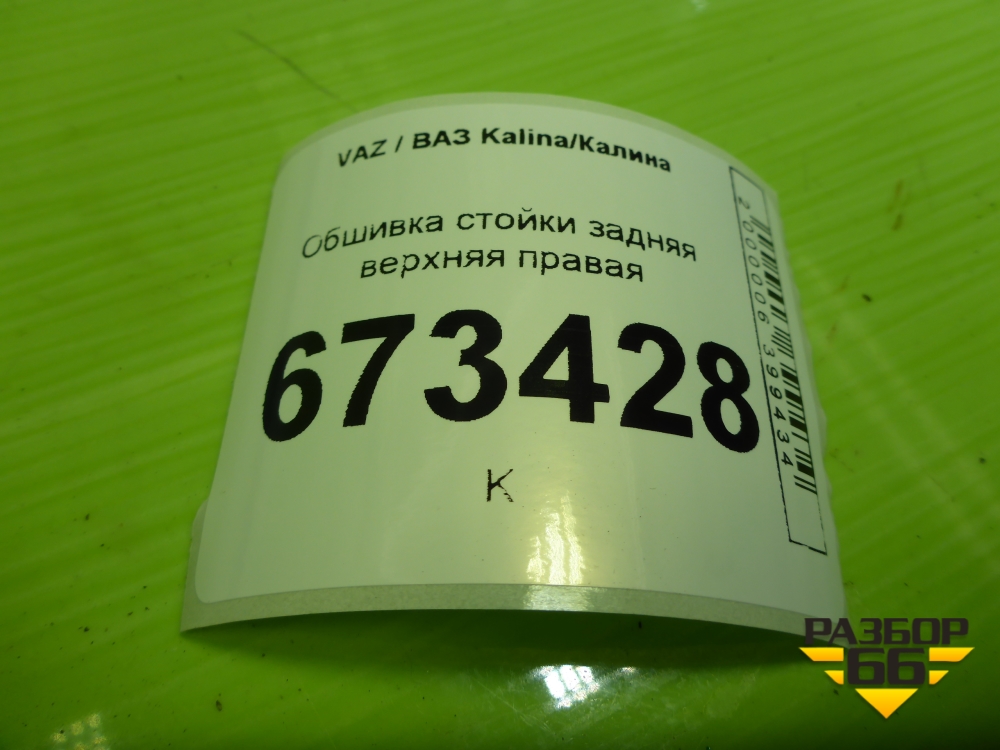 VAZ / ВАЗ Kalina/Калина
Обшивка стойки задняя
верхняя правая
673428
К
2000006399434
РАЗБОР
66